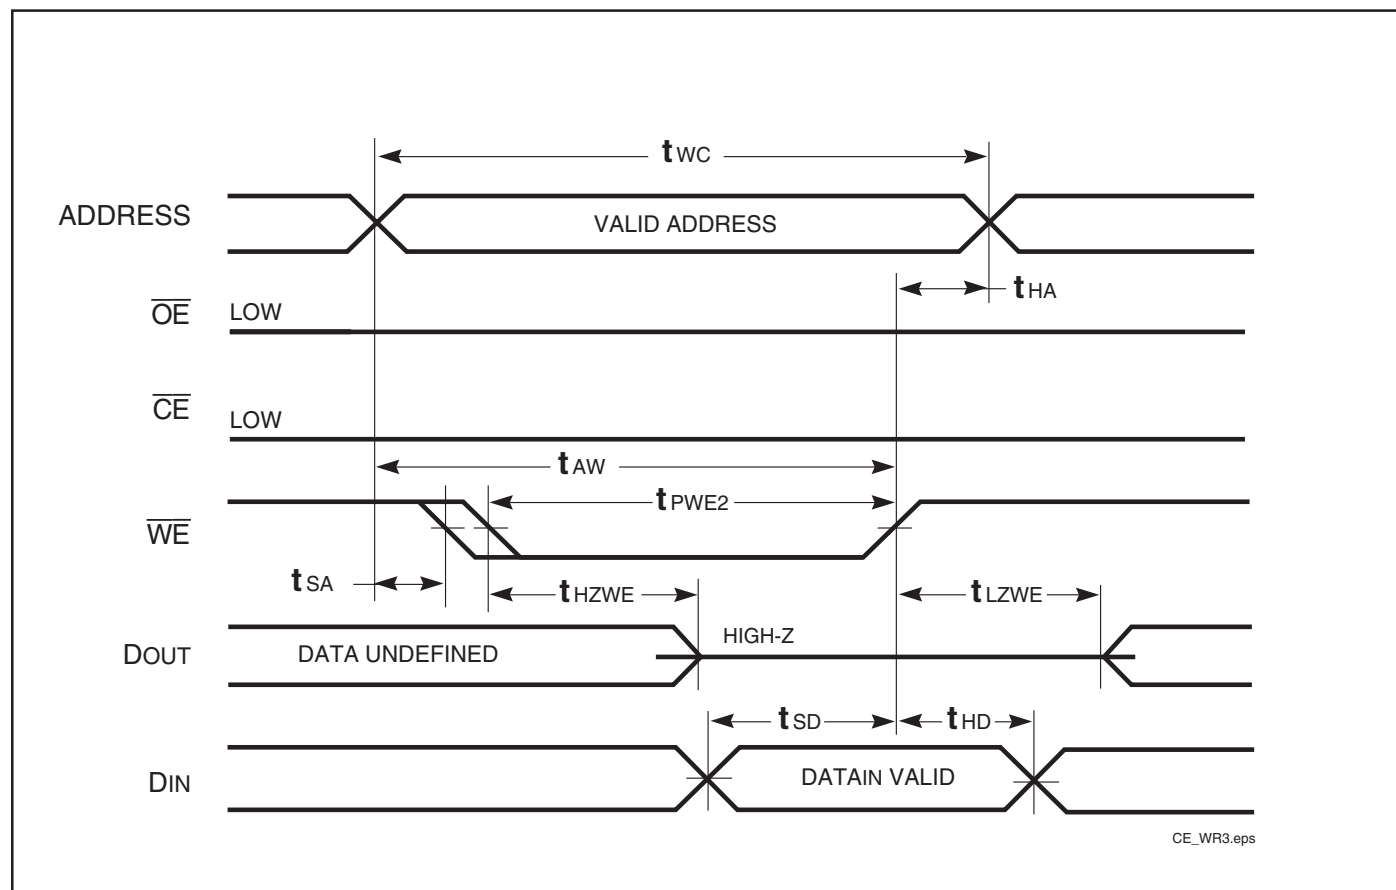 tWC
ADDRESS
VALID ADDRESS
tHA
OE
LOW
CE
LOW
tAW
tPWE2
WE
tSA
tHZWE
tLZWE
DOUT
DATA UNDEFINED
HIGH-Z
tSD
tHD
DIN
DATAIN VALID
CE_WR3.eps